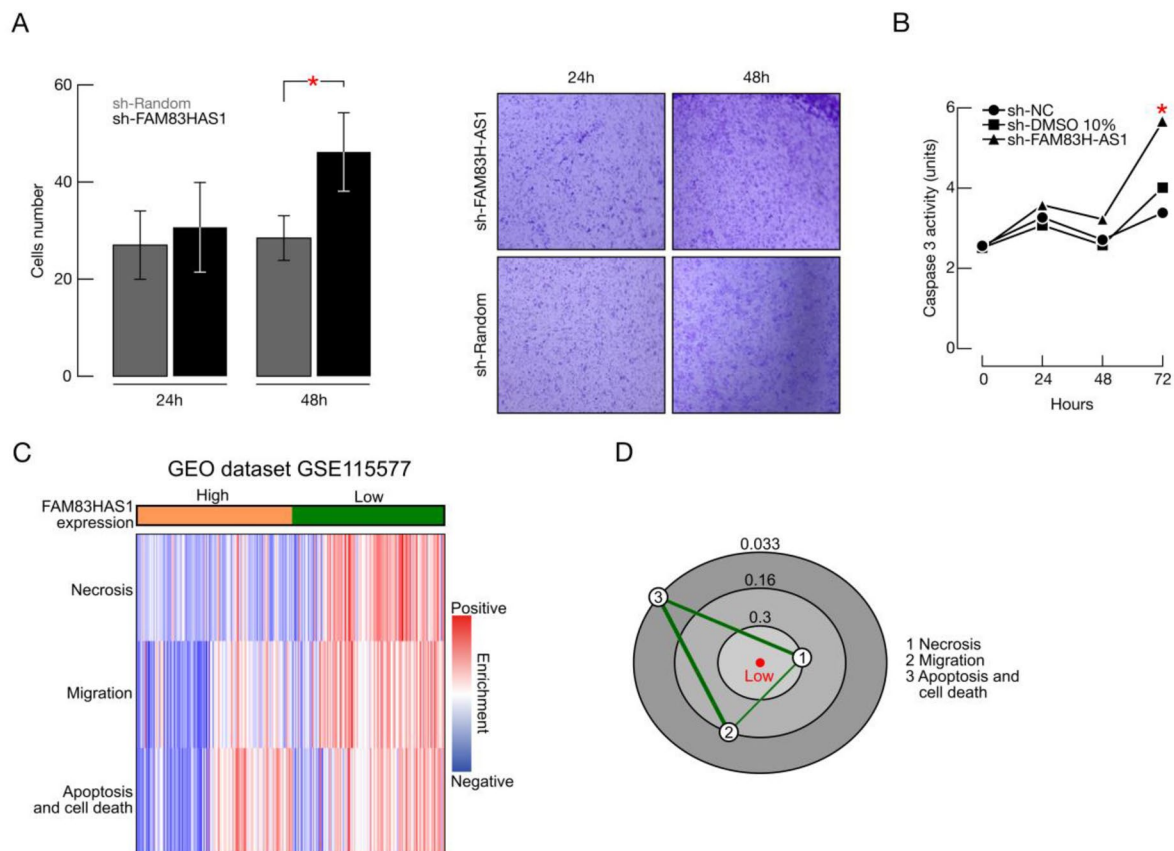 A
60
40
20
0
Cells number
sh-Random
sh-FAM83HAS1
*
24h
48h
24h
48h
sh-FAM83H-AS1
sh-Random
B
6
4
2
0
Caspase 3 activity (units)
sh-NC
sh-DMSO 10%
sh-FAM83H-AS1
*
0
24
48
72
Hours
C
GEO dataset GSE115577
FAM83HAS1
expression
High
Low
Necrosis
Migration
Apoptosis
and cell death
Positive
Enrichment
Negative
D
0.033
0.16
0.3
3
1
2
Low
1 Necrosis
2 Migration
3 Apoptosis and
cell death